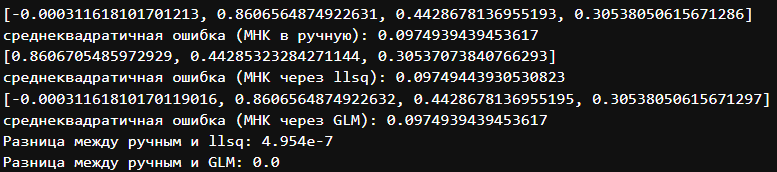 [-0.000311618101701213, 0.8606564874922631, 0.4428678136955193, 0.30538050615671286]
среднеквадратичная ошибка (МНК в ручную): 0.0974939439453617
[0.8606705485972929, 0.44285323284271144, 0.30537073840766293]
среднеквадратичная ошибка (МНК через llsq): 0.09749443930530823
[-0.00031161810170119016, 0.8606564874922632, 0.4428678136955195, 0.30538050615671297]
среднеквадратичная ошибка (МНК через GLM): 0.0974939439453617
Разница между ручным и llsq: 4.954e-7
Разница между ручным и GLM: 0.0